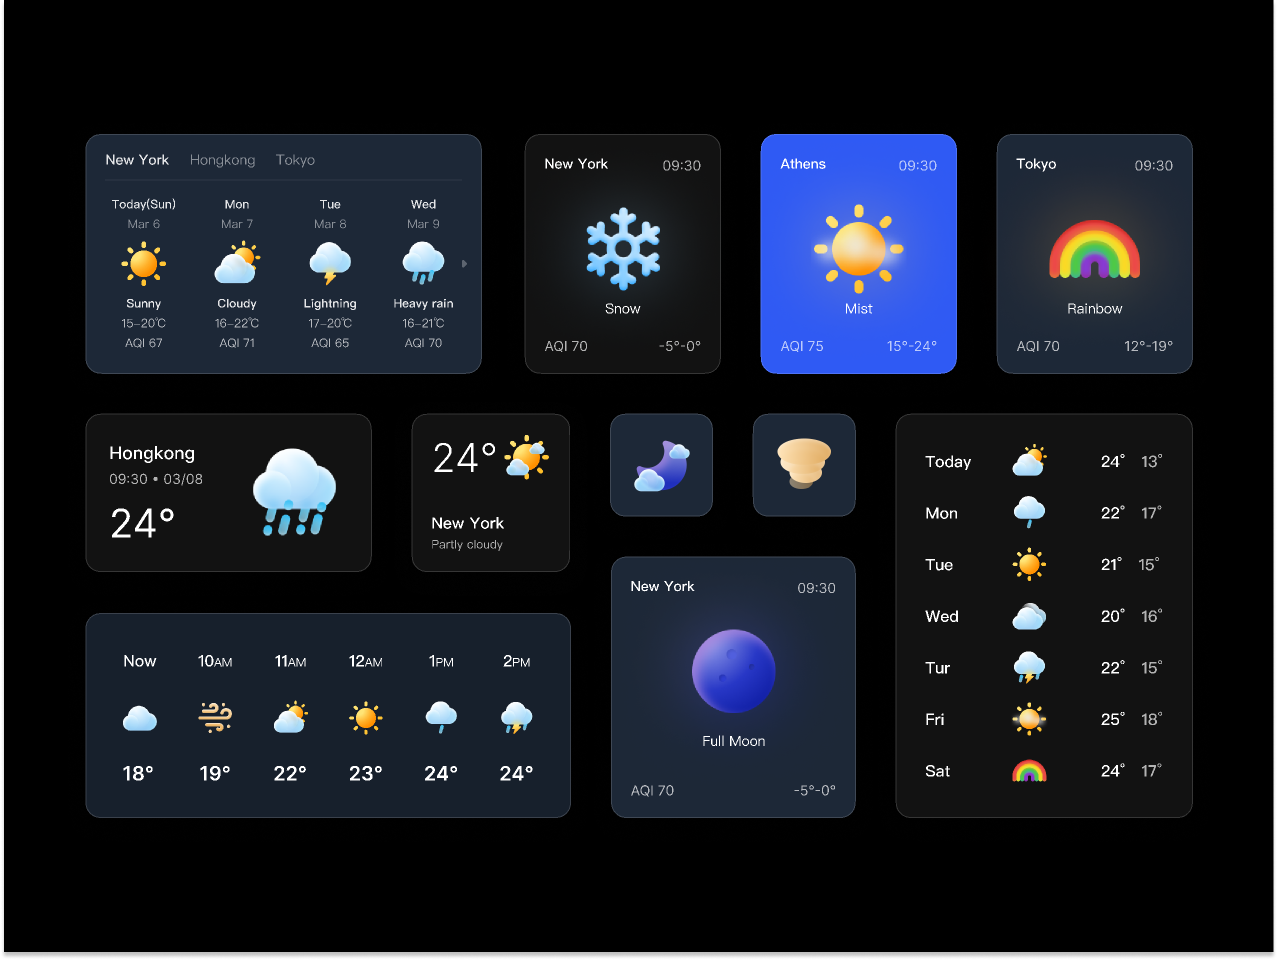 New York Hongkong Tokyo
Today(Sun) Mon Tue Wed
Mar 6 Mar 7 Mar 8 Mar 9
Sunny Cloudy Lightning Heavy rain
15–20℃ 16–22℃ 17–20℃ 16–21℃
AQI 67 AQI 71 AQI 65 AQI 70
New York 09:30
Snow
AQI 70 -5°-0°
Athens 09:30
Mist
AQI 75 15°-24°
Tokyo 09:30
Rainbow
AQI 70 12°-19°
Hongkong
09:30 • 03/08
24°
24°
New York
Partly cloudy
Now 10AM 11AM 12AM 1PM 2PM
18° 19° 22° 23° 24° 24°
New York 09:30
Full Moon
AQI 70 -5°-0°
Today 24° 13°
Mon 22° 17°
Tue 21° 15°
Wed 20° 16°
Tur 22° 15°
Fri 25° 18°
Sat 24° 17°